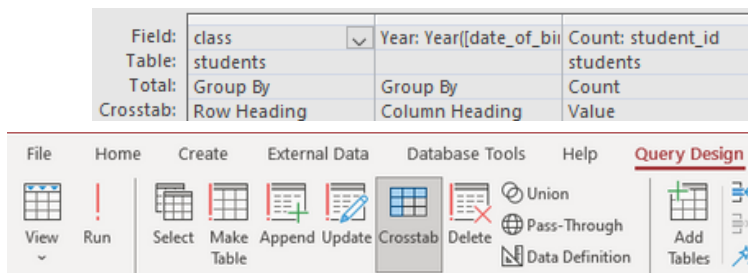 Field: class Year: Year([date_of_bi Count: student_id
Table: students students
Total: Group By Group By Count
Crosstab: Row Heading Column Heading Value
File Home Create External Data Database Tools Help Query Design
View Run Select Make Table Append Update Crosstab Delete Union Pass-Through Data Definition Add Tables